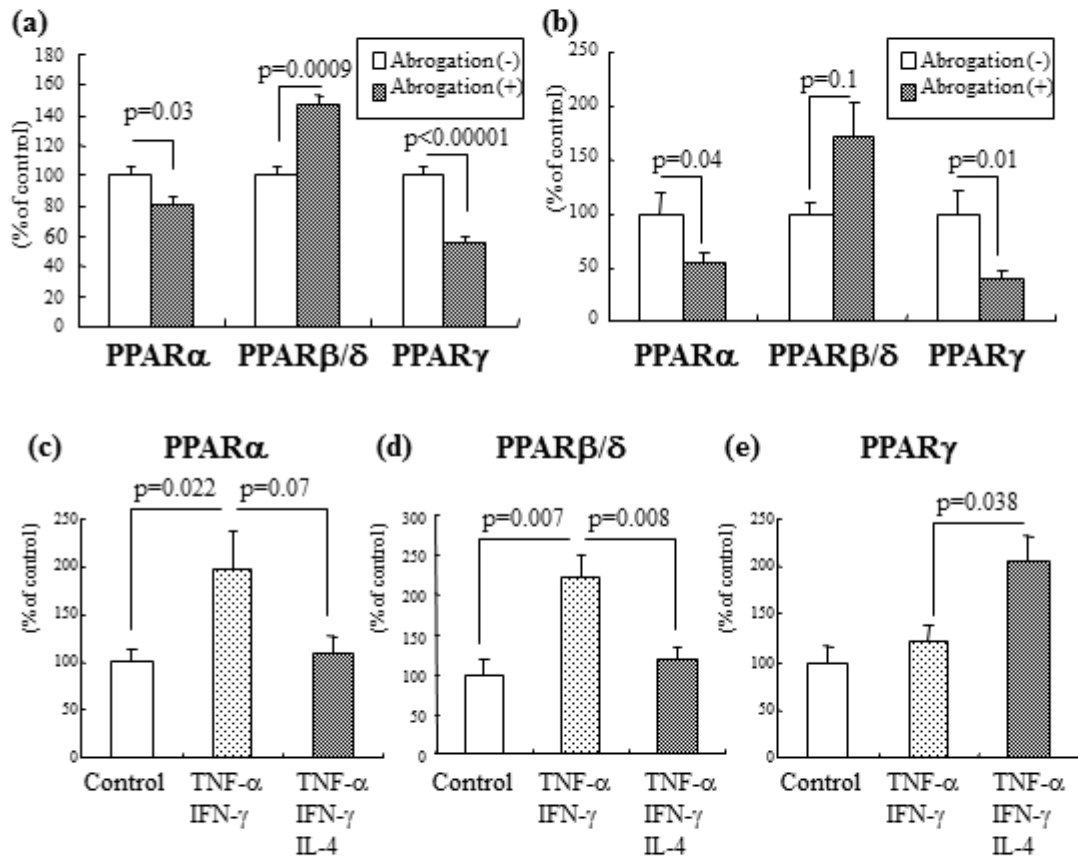 (a)
(% of control)
180
160
140
120
100
80
60
40
20
0
p=0.03
p=0.0009
p<0.00001
Abrogation (-)
Abrogation (+)
PPARα PPARβ/δ PPARγ
(b)
(% of control)
250
200
150
100
50
0
p=0.04
p=0.1
p=0.01
Abrogation (-)
Abrogation (+)
PPARα PPARβ/δ PPARγ
(c) PPARα
(% of control)
250
200
150
100
50
0
p=0.022 p=0.07
Control TNF-α TNF-α
IFN-γ IFN-γ
IL-4
(d) PPARβ/δ
(% of control)
300
250
200
150
100
50
0
p=0.007 p=0.008
Control TNF-α TNF-α
IFN-γ IFN-γ
IL-4
(e) PPARγ
(% of control)
250
200
150
100
50
0
p=0.038
Control TNF-α TNF-α
IFN-γ IFN-γ
IL-4